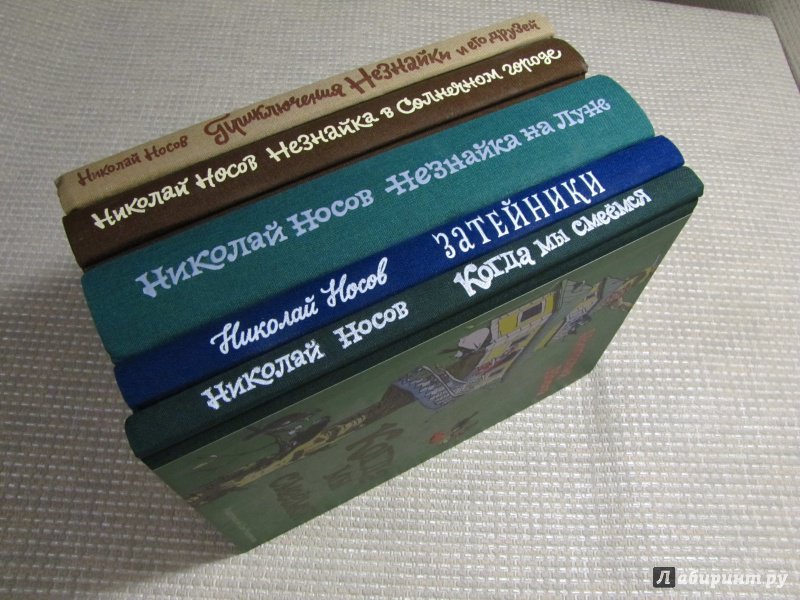 Николай Носов Приключения Незнайки и его друзей
Николай Носов Незнайка в Солнечном городе
Николай Носов Незнайка на Луне
Николай Носов ЗАТЕЙНИКИ
Николай Носов Когда мы смеёмся
Лабиринт.ру